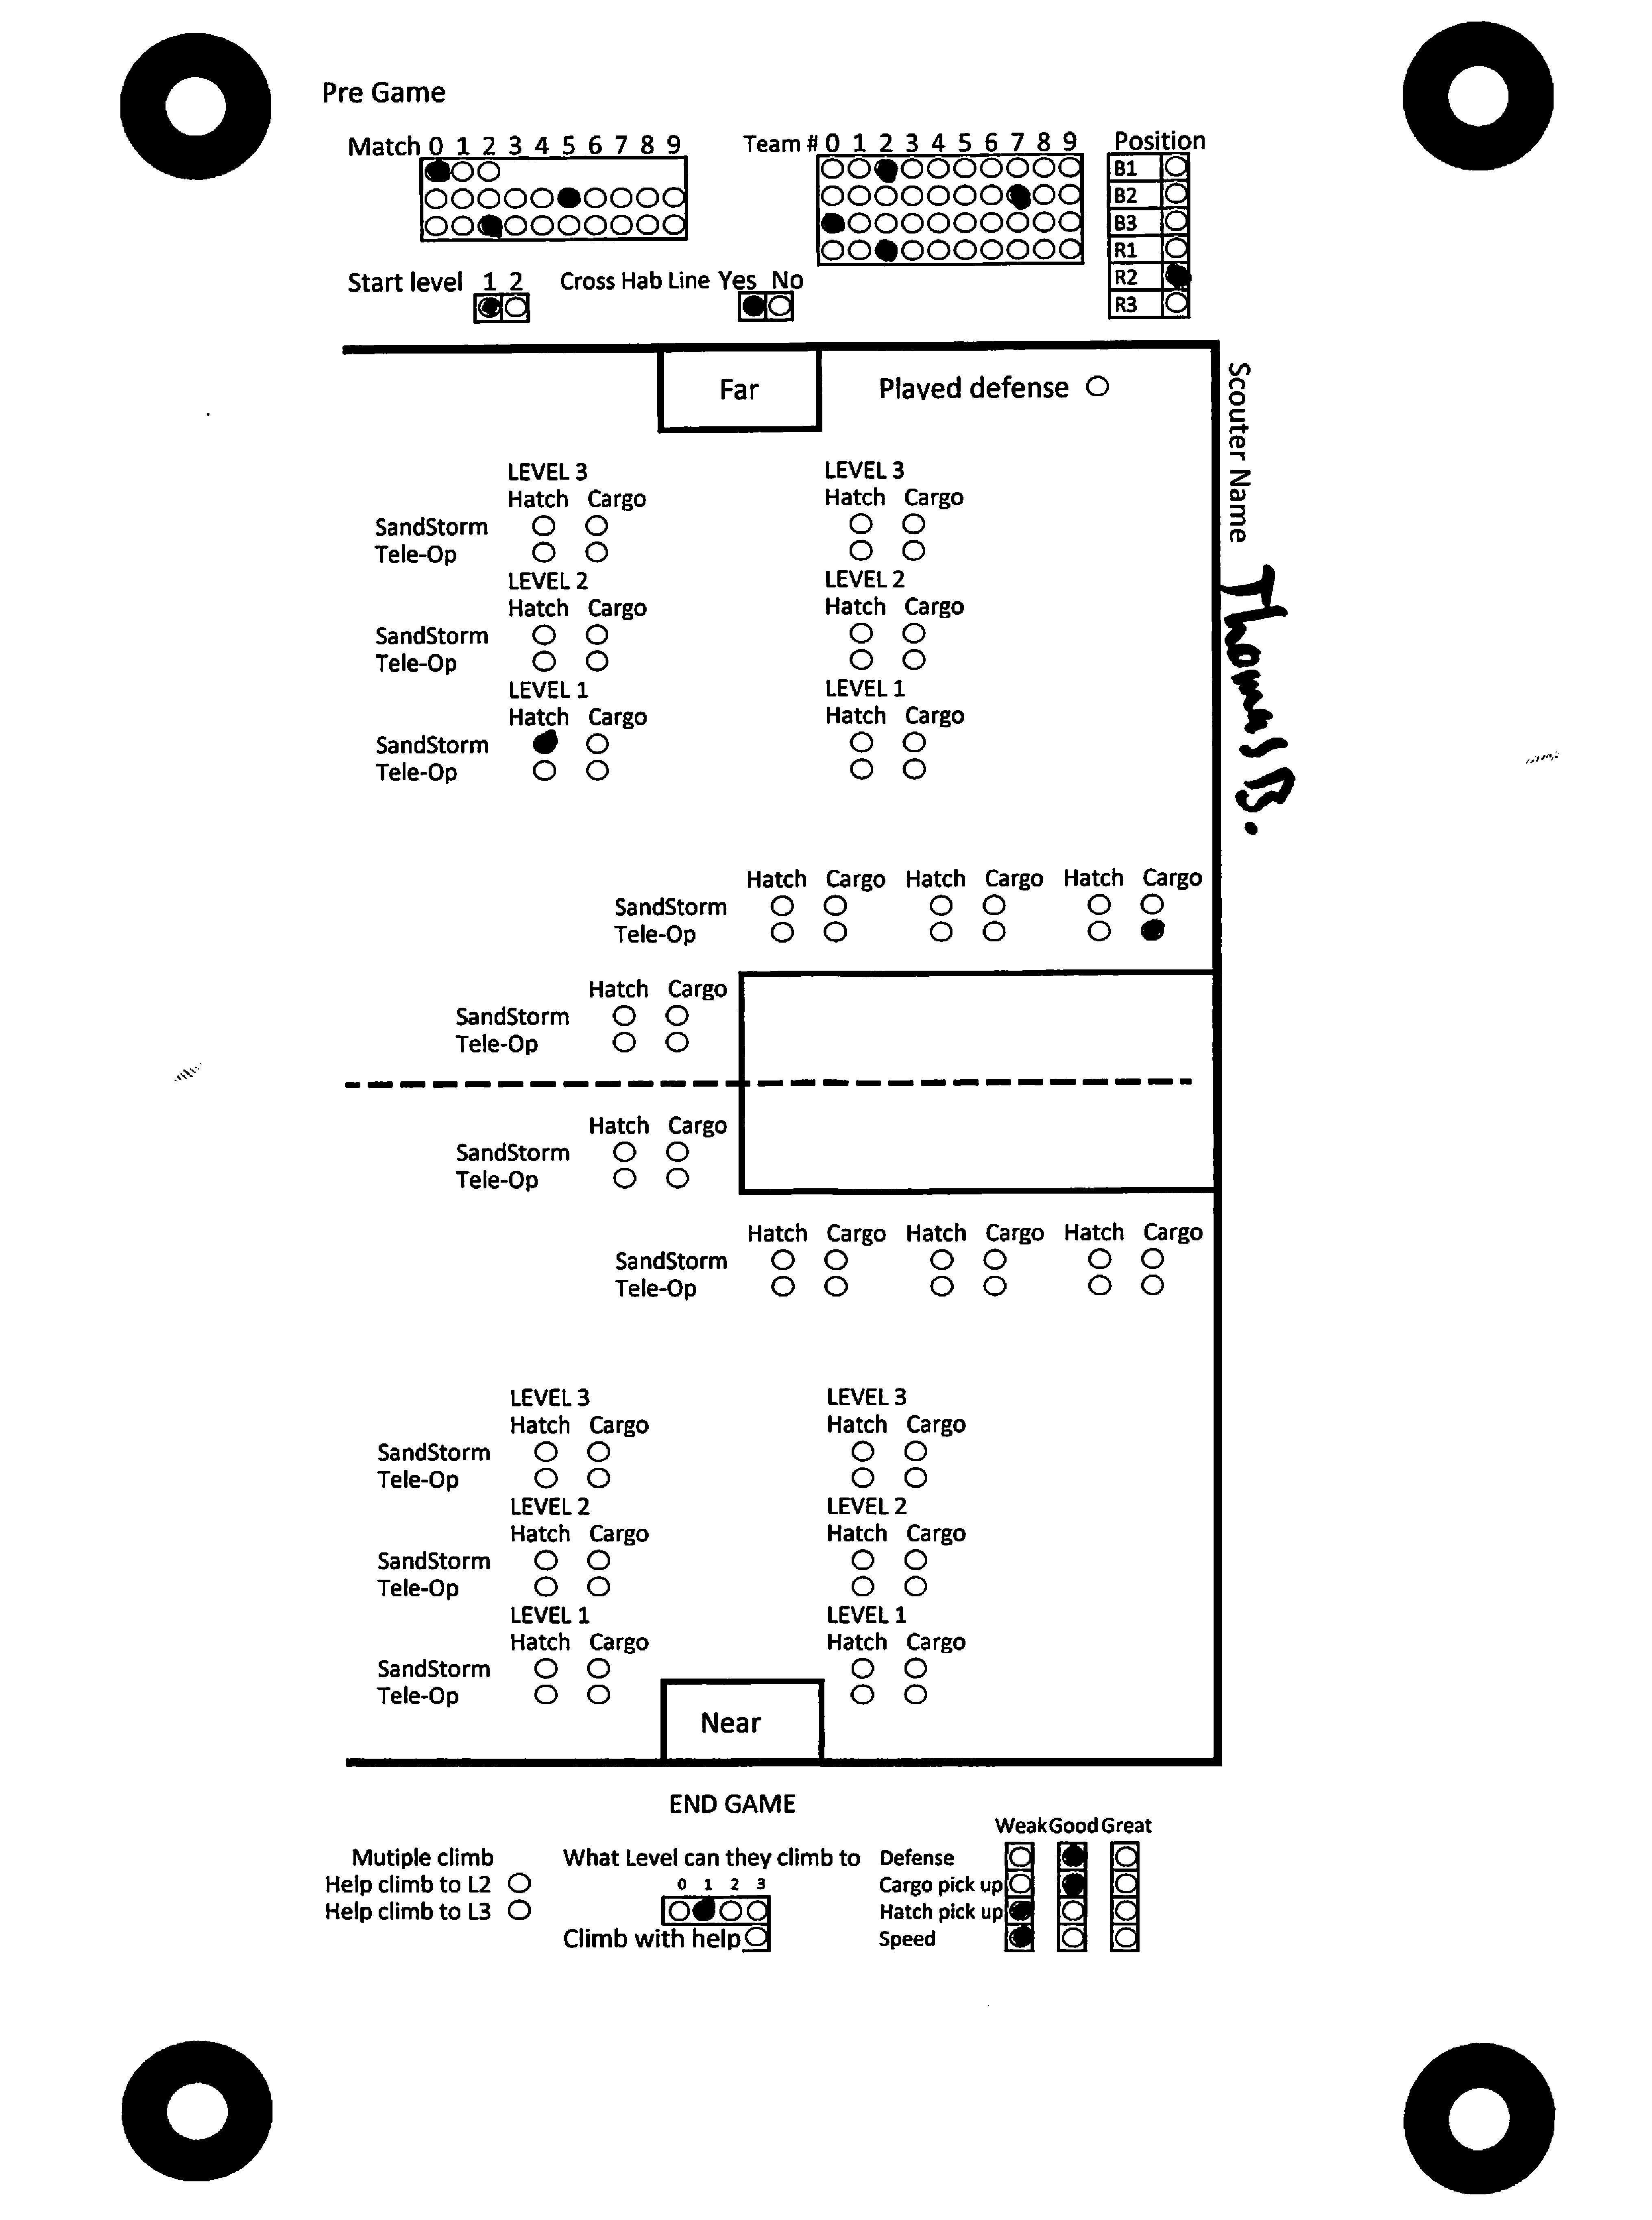 Pre Game
Match 0 1 2 3 4 5 6 7 8 9
Team # 0 1 2 3 4 5 6 7 8 9
Position
B1
B2
B3
R1
R2
R3
Start level 1 2
Cross Hab Line Yes No
Far
Played defense
Scouter Name
Thomas B.
LEVEL 3 LEVEL 3
Hatch Cargo Hatch Cargo
SandStorm
Tele-Op
LEVEL 2 LEVEL 2
Hatch Cargo Hatch Cargo
SandStorm
Tele-Op
LEVEL 1 LEVEL 1
Hatch Cargo Hatch Cargo
SandStorm
Tele-Op
Hatch Cargo Hatch Cargo Hatch Cargo
SandStorm
Tele-Op
Hatch Cargo
SandStorm
Tele-Op
Hatch Cargo
SandStorm
Tele-Op
Hatch Cargo Hatch Cargo Hatch Cargo
SandStorm
Tele-Op
LEVEL 3 LEVEL 3
Hatch Cargo Hatch Cargo
SandStorm
Tele-Op
LEVEL 2 LEVEL 2
Hatch Cargo Hatch Cargo
SandStorm
Tele-Op
LEVEL 1 LEVEL 1
Hatch Cargo Hatch Cargo
SandStorm
Tele-Op
Near
END GAME
Mutiple climb
Help climb to L2
Help climb to L3
What Level can they climb to
0 1 2 3
Climb with help
Weak Good Great
Defense
Cargo pick up
Hatch pick up
Speed